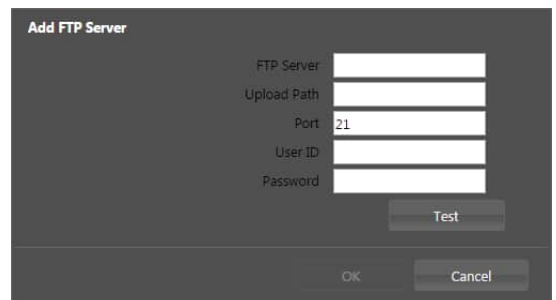 Add FTP Server
FTP Server
Upload Path
Port 21
User ID
Password
Test
OK Cancel